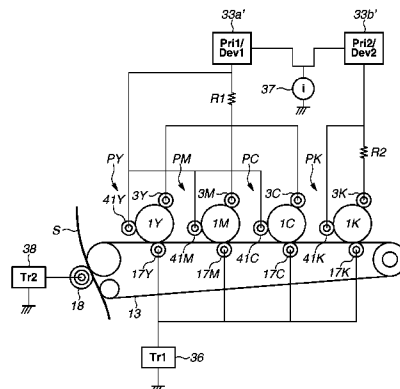 33a'
33b'
Pri1/
Dev1
Pri2/
Dev2
37
i
R1
R2
PY
PM
PC
PK
3Y
3M
3C
3K
41Y
S
1Y
1M
1C
1K
38
Tr2
41M
41C
41K
17Y
17M
17C
17K
18
13
Tr1
36